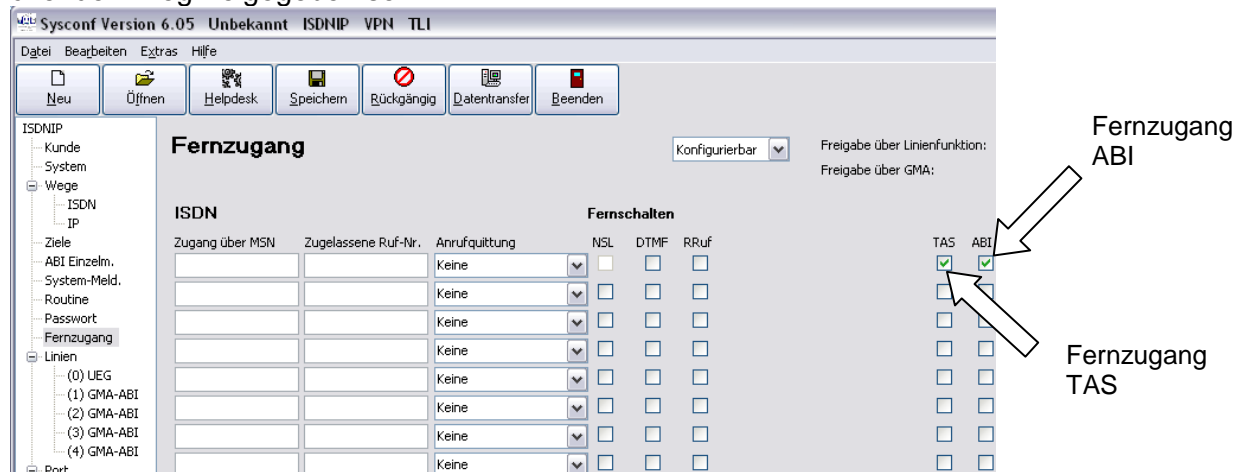 Sysconf Version 6.05 Unbekannt ISDNIP VPN TLI
Datei Bearbeiten Extras Hilfe
Neu Öffnen Helpdesk Speichern Rückgängig Datentransfer Beenden
ISDNIP
Kunde
System
Wege
ISDN
IP
Ziele
ABI Einzelm.
System-Meld.
Routine
Passwort
Fernzugang
Linien
(0) UEG
(1) GMA-ABI
(2) GMA-ABI
(3) GMA-ABI
(4) GMA-ABI
Port
Fernzugang
Konfigurierbar
Freigabe über Linienfunktion:
Freigabe über GMA:
ISDN Fernschalten
Zugang über MSN Zugelassene Ruf-Nr. Anrufquittung NSL DTMF RRuf TAS ABI
Keine
Keine
Keine
Keine
Keine
Keine
Keine
Keine
Fernzugang
ABI
Fernzugang
TAS